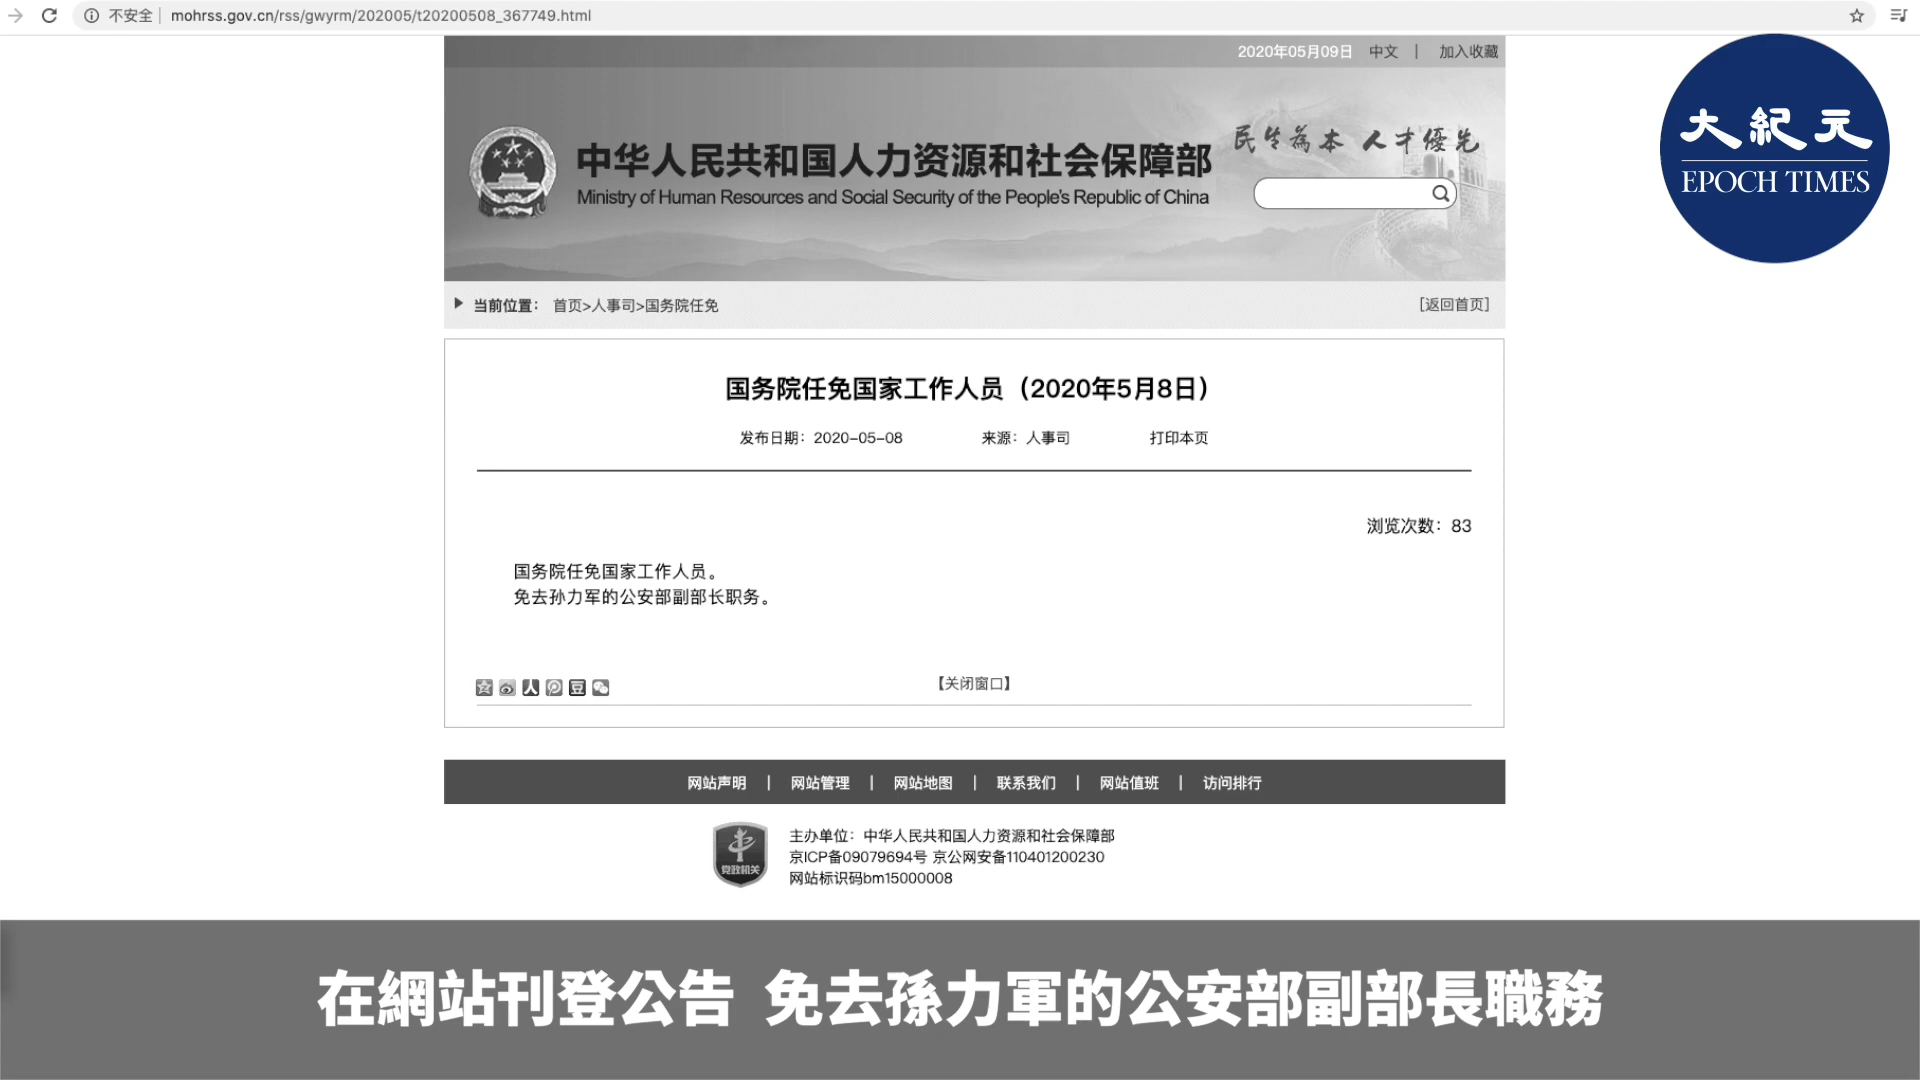 不安全 | mohrss.gov.cn/rss/gwyrm/202005/t20200508_367749.html
2020年05月09日 中文 | 加入收藏
大紀元
EPOCH TIMES
民生為本 人才優先
中华人民共和国人力资源和社会保障部
Ministry of Human Resources and Social Security of the People's Republic of China
当前位置： 首页>人事司>国务院任免
[返回首页]
国务院任免国家工作人员（2020年5月8日）
发布日期：2020-05-08 来源：人事司 打印本页
浏览次数：83
国务院任免国家工作人员。
免去孙力军的公安部副部长职务。
【关闭窗口】
网站声明 | 网站管理 | 网站地图 | 联系我们 | 网站值班 | 访问排行
党政机关
主办单位：中华人民共和国人力资源和社会保障部
京ICP备09079694号 京公网安备110401200230
网站标识码bm15000008
在網站刊登公告 免去孫力軍的公安部副部長職務